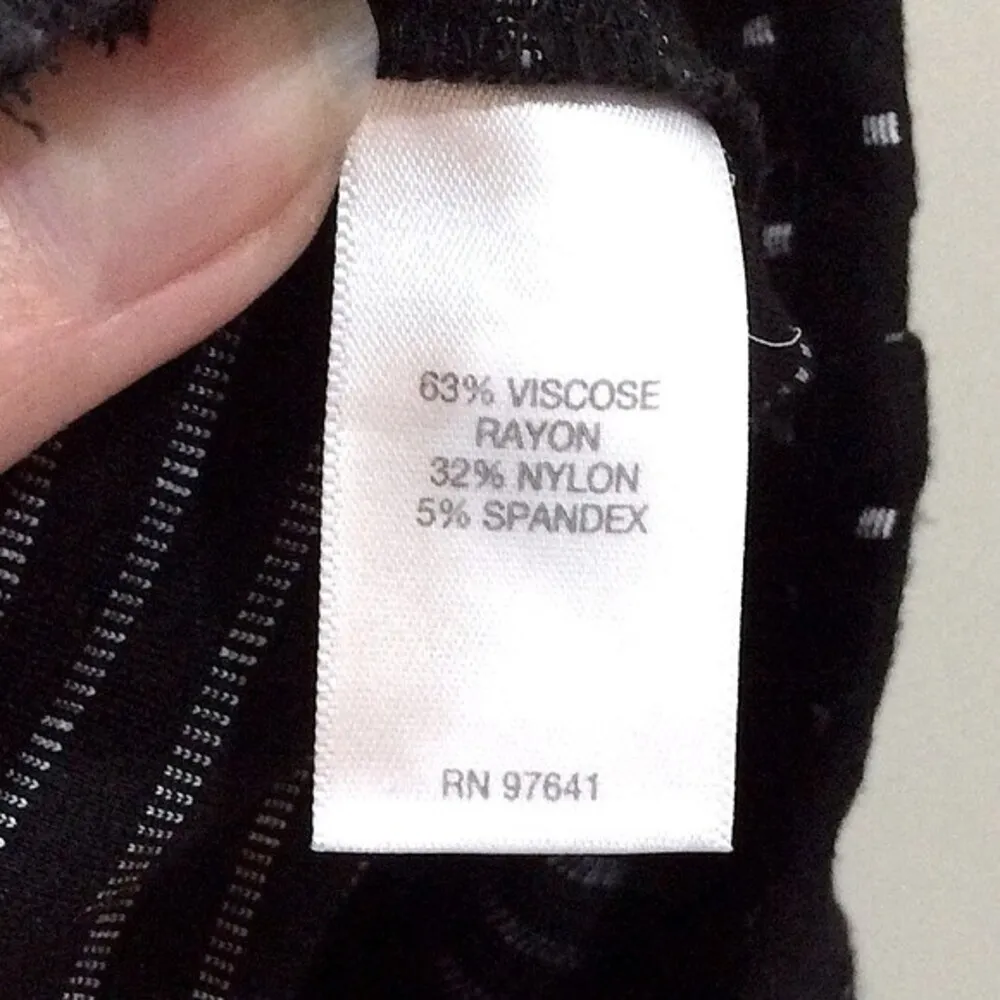 63% VISCOSE
RAYON
32% NYLON
5% SPANDEX
RN 97641